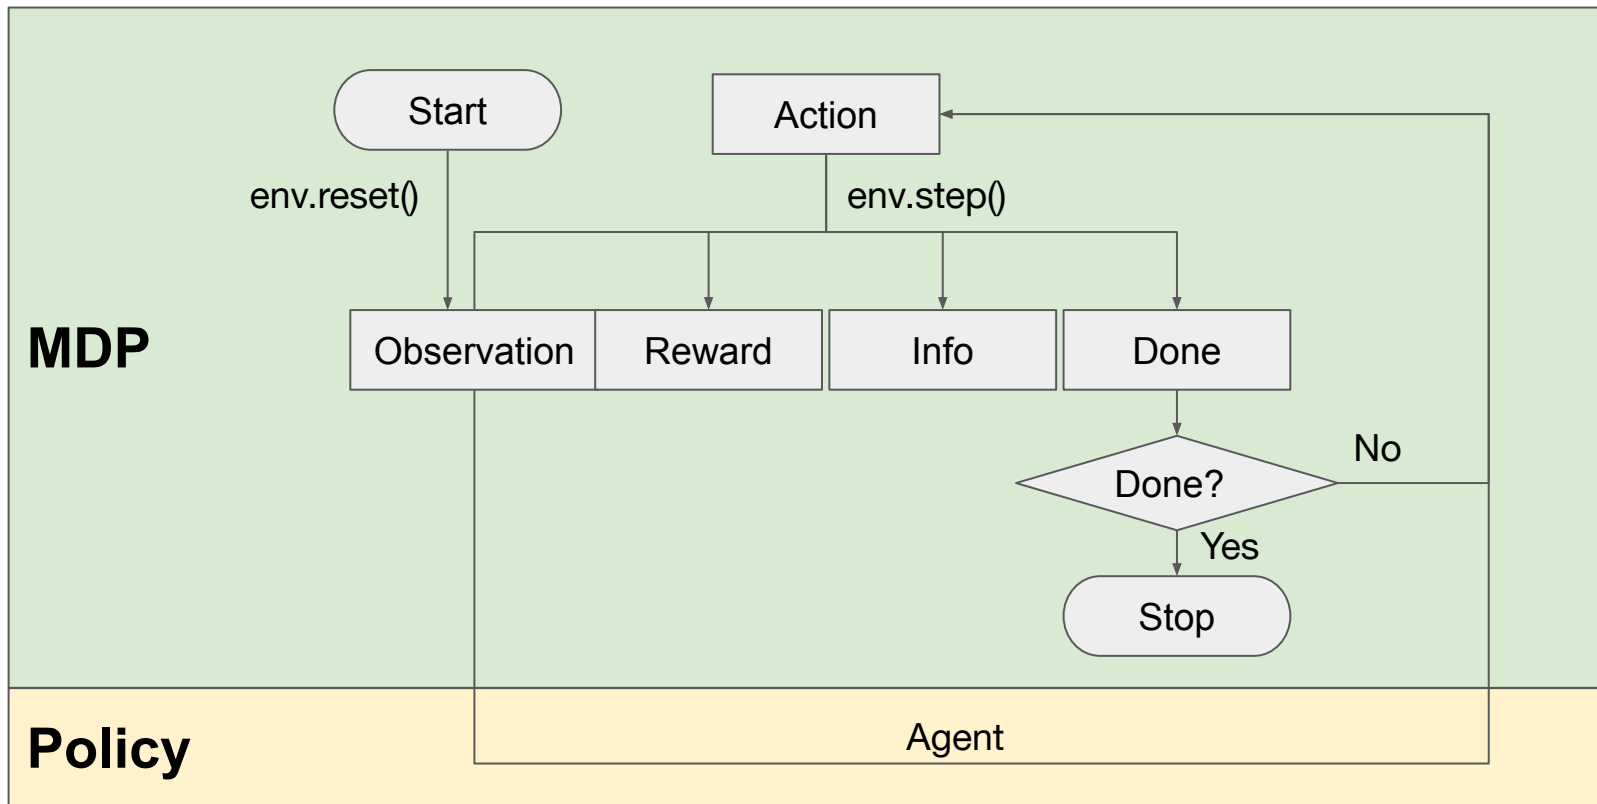 Start
Action
env.reset()
env.step()
MDP
Observation
Reward
Info
Done
No
Done?
Yes
Stop
Policy
Agent